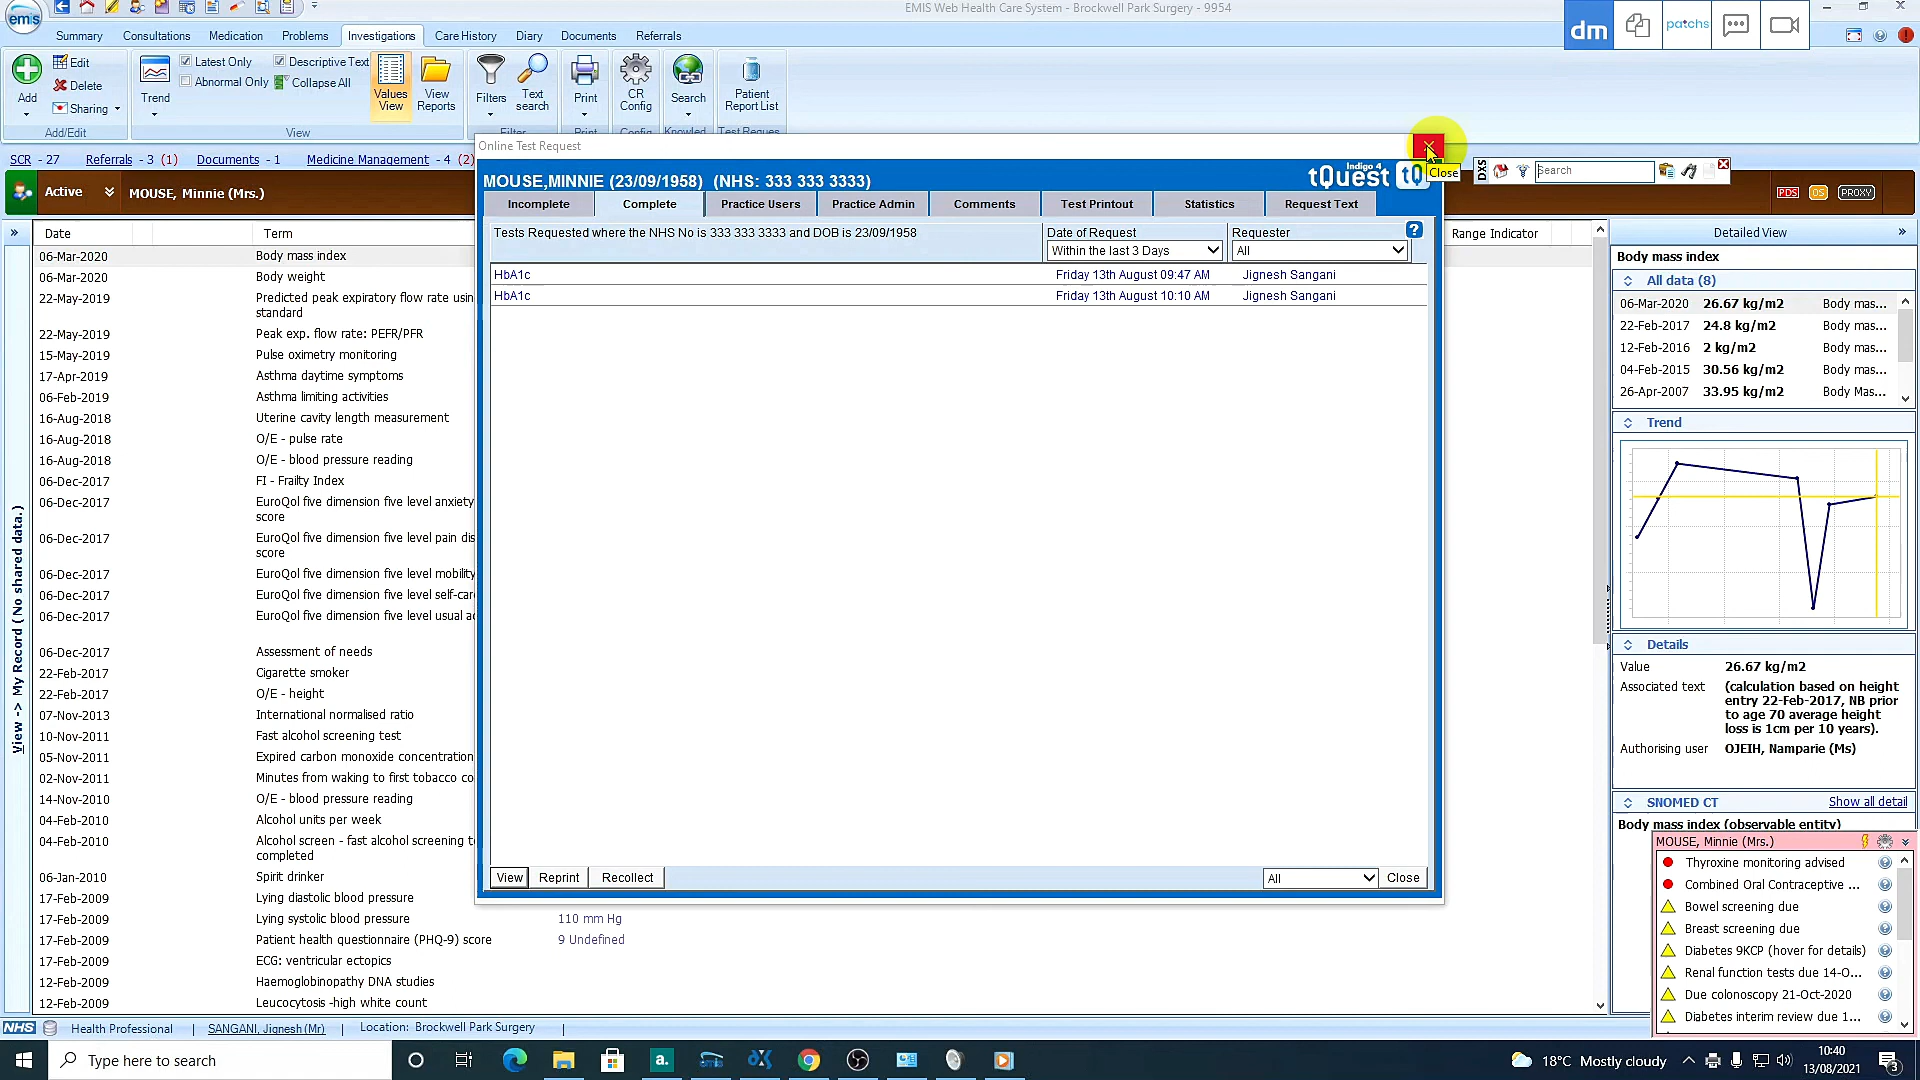 EMIS Web Health Care System - Brockwell Park Surgery - 9954
emis
dm
patchs
Summary
Consultations
Medication
Problems
Investigations
Care History
Diary
Documents
Referrals
Add
Edit
Delete
Sharing
Add/Edit
Trend
Latest Only
Abnormal Only
Descriptive Text
Collapse All
Values View
View Reports
View
Filters
Text search
Print
CR Config
Search
Patient Report List
SCR - 27
Referrals - 3 (1)
Documents - 1
Medicine Management - 4 (2)
Active
MOUSE, Minnie (Mrs.)
DXS
Search
PDS
OS
PROXY
View -> My Record (No shared data.)
Date
Term
Range Indicator
06-Mar-2020 Body mass index
06-Mar-2020 Body weight
22-May-2019 Predicted peak expiratory flow rate usin
standard
22-May-2019 Peak exp. flow rate: PEFR/PFR
15-May-2019 Pulse oximetry monitoring
17-Apr-2019 Asthma daytime symptoms
06-Feb-2019 Asthma limiting activities
16-Aug-2018 Uterine cavity length measurement
16-Aug-2018 O/E - pulse rate
16-Aug-2018 O/E - blood pressure reading
06-Dec-2017 FI - Frailty Index
06-Dec-2017 EuroQol five dimension five level anxiety
score
06-Dec-2017 EuroQol five dimension five level pain dis
score
06-Dec-2017 EuroQol five dimension five level mobility
06-Dec-2017 EuroQol five dimension five level self-care
06-Dec-2017 EuroQol five dimension five level usual ac
06-Dec-2017 Assessment of needs
22-Feb-2017 Cigarette smoker
22-Feb-2017 O/E - height
07-Nov-2013 International normalised ratio
10-Nov-2011 Fast alcohol screening test
05-Nov-2011 Expired carbon monoxide concentration
02-Nov-2011 Minutes from waking to first tobacco co
14-Nov-2010 O/E - blood pressure reading
04-Feb-2010 Alcohol units per week
04-Feb-2010 Alcohol screen - fast alcohol screening t
completed
06-Jan-2010 Spirit drinker
17-Feb-2009 Lying diastolic blood pressure
17-Feb-2009 Lying systolic blood pressure 110 mm Hg
17-Feb-2009 Patient health questionnaire (PHQ-9) score 9 Undefined
17-Feb-2009 ECG: ventricular ectopics
12-Feb-2009 Haemoglobinopathy DNA studies
12-Feb-2009 Leucocytosis -high white count
Online Test Request
Close
MOUSE,MINNIE (23/09/1958) (NHS: 333 333 3333)
Indigo 4
tQuest tQ
Incomplete
Complete
Practice Users
Practice Admin
Comments
Test Printout
Statistics
Request Text
Tests Requested where the NHS No is 333 333 3333 and DOB is 23/09/1958
Date of Request
Within the last 3 Days
Requester
All
HbA1c Friday 13th August 09:47 AM Jignesh Sangani
HbA1c Friday 13th August 10:10 AM Jignesh Sangani
View
Reprint
Recollect
All
Close
Detailed View
Body mass index
All data (8)
06-Mar-2020 26.67 kg/m2 Body mas...
22-Feb-2017 24.8 kg/m2 Body mas...
12-Feb-2016 2 kg/m2 Body mas...
04-Feb-2015 30.56 kg/m2 Body mas...
26-Apr-2007 33.95 kg/m2 Body Mas...
Trend
Details
Value 26.67 kg/m2
Associated text (calculation based on height
entry 22-Feb-2017, NB prior
to age 70 average height
loss is 1cm per 10 years).
Authorising user OJEIH, Namparie (Ms)
SNOMED CT Show all detail
Body mass index (observable entity)
MOUSE, Minnie (Mrs.)
Thyroxine monitoring advised
Combined Oral Contraceptive ...
Bowel screening due
Breast screening due
Diabetes 9KCP (hover for details)
Renal function tests due 14-O...
Due colonoscopy 21-Oct-2020
Diabetes interim review due 1...
NHS
Health Professional
SANGANI, Jignesh (Mr)
Location: Brockwell Park Surgery
Type here to search
a.
18°C Mostly cloudy
10:40
13/08/2021
3